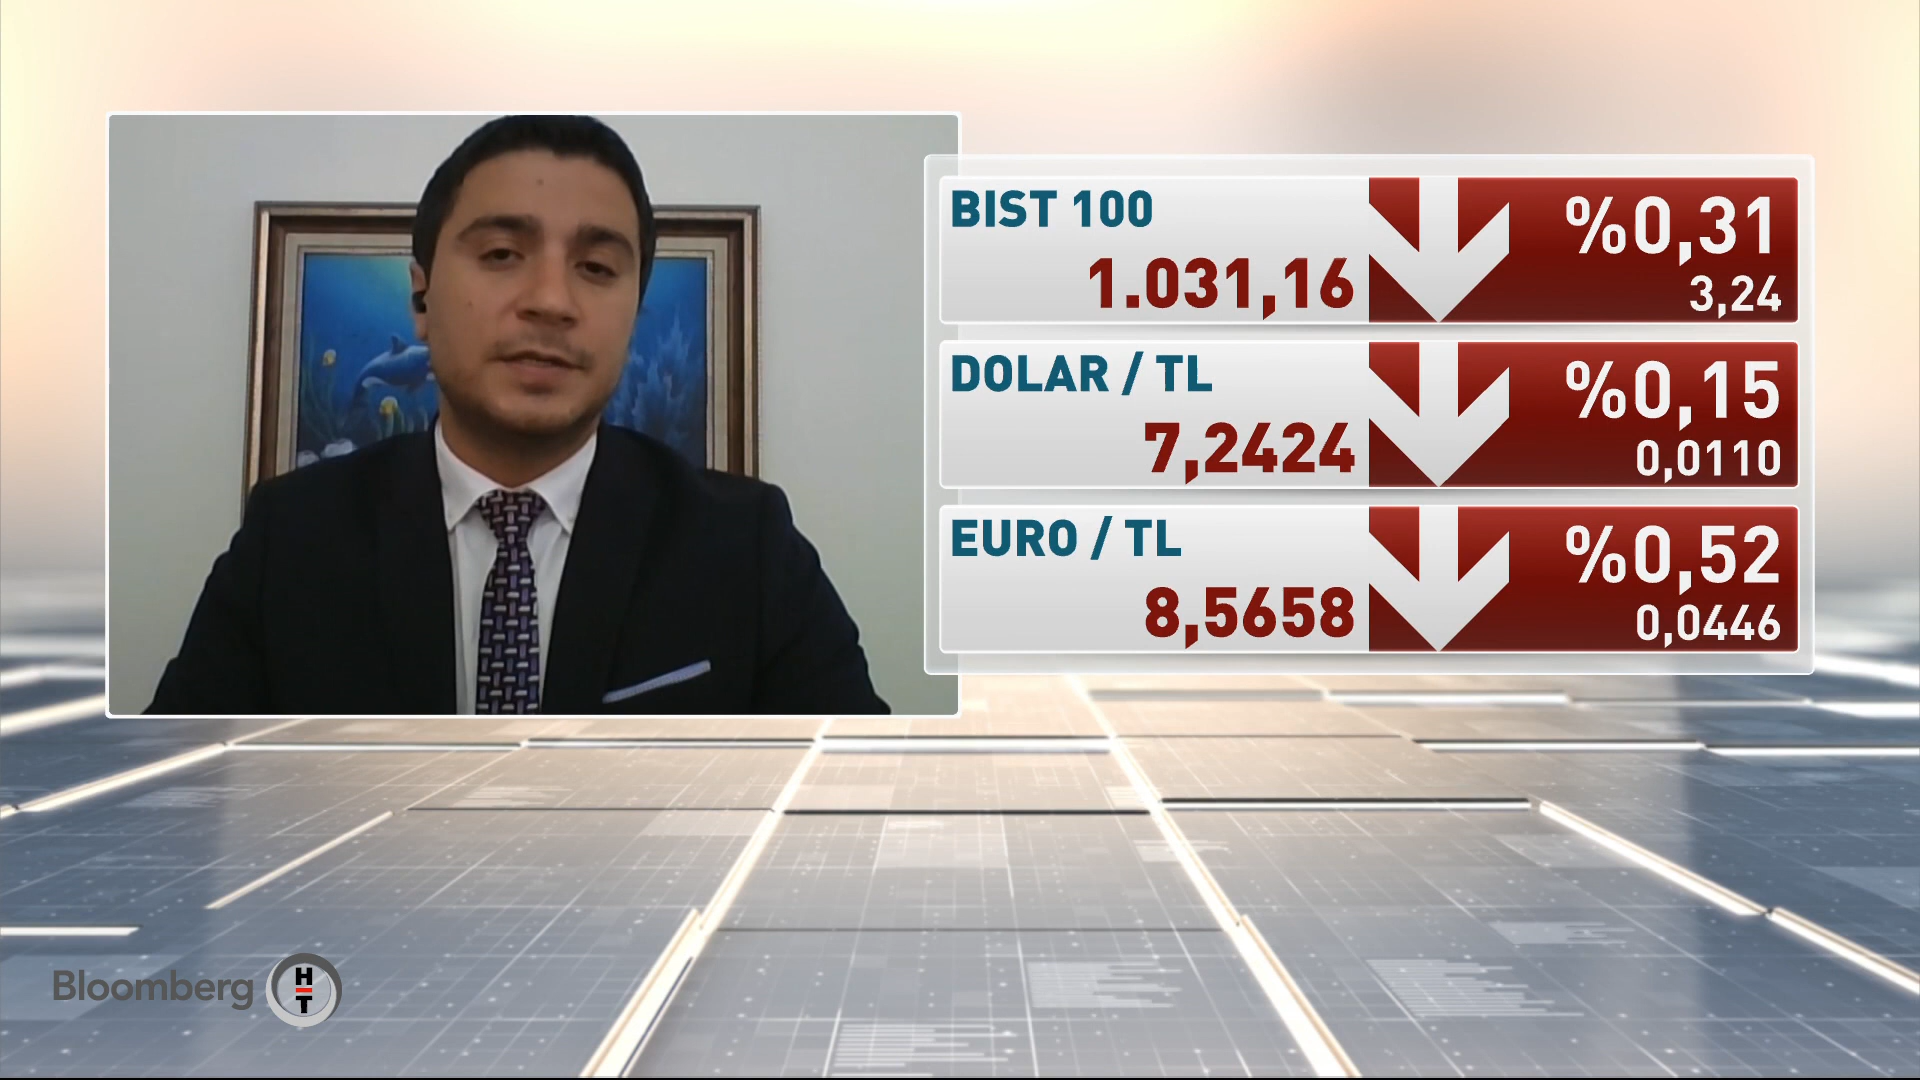 BIST 100
1.031,16
%0,31
3,24
DOLAR / TL
7,2424
%0,15
0,0110
EURO / TL
8,5658
%0,52
0,0446
Bloomberg HT